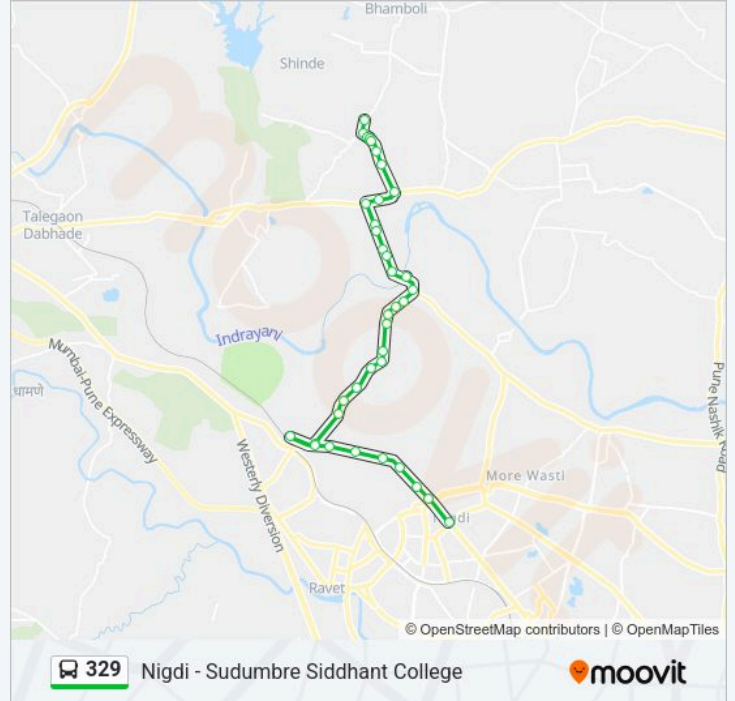 Bhamboli
Shinde
Talegaon
Dabhade
Indrayani
Mumbai-Pune Expressway
धामणे
Westerly Diversion
Pune Nashik Road
More Wasti
Ravet
© OpenStreetMap contributors | © OpenMapTiles
329 Nigdi - Sudumbre Siddhant College
moovit